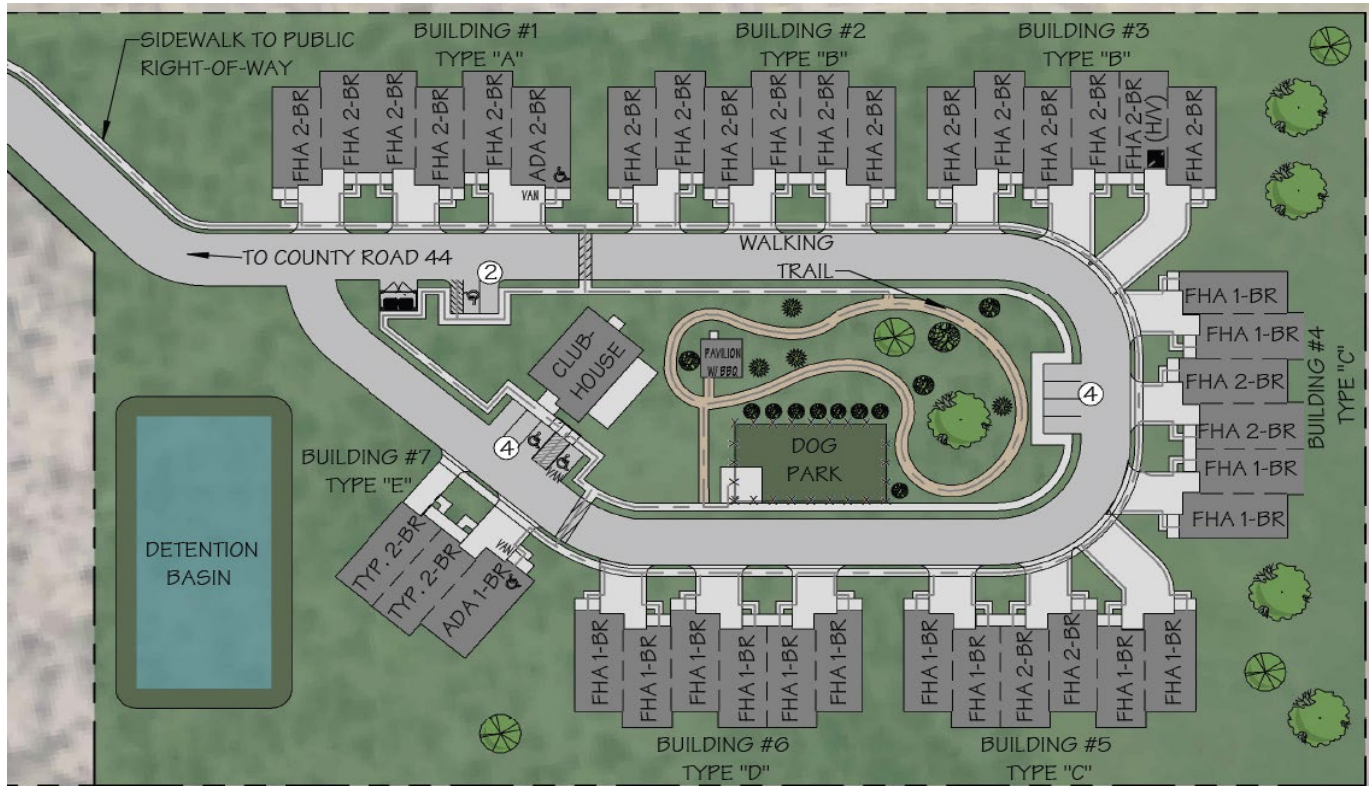 SIDEWALK TO PUBLIC
RIGHT-OF-WAY
BUILDING #1
TYPE "A"
BUILDING #2
TYPE "B"
BUILDING #3
TYPE "B"
FHA 2-BR
FHA 2-BR
FHA 2-BR
FHA 2-BR
FHA 2-BR
ADA 2-BR
VAN
FHA 2-BR
FHA 2-BR
FHA 2-BR
FHA 2-BR
FHA 2-BR
FHA 2-BR
FHA 2-BR
FHA 2-BR
FHA 2-BR
FHA 2-BR
FHA 2-BR
(H/V)
FHA 2-BR
TO COUNTY ROAD 44
2
WALKING
TRAIL
CLUB-
HOUSE
PAVILION
W/ BBQ
DOG
PARK
4
FHA 1-BR
FHA 1-BR
FHA 2-BR
FHA 2-BR
FHA 1-BR
FHA 1-BR
BUILDING #4
TYPE "C"
4
VAN
BUILDING #7
TYPE "E"
VAN
TYP. 2-BR
TYP. 2-BR
ADA 1-BR
DETENTION
BASIN
FHA 1-BR
FHA 1-BR
FHA 1-BR
FHA 1-BR
FHA 1-BR
FHA 1-BR
BUILDING #6
TYPE "D"
FHA 1-BR
FHA 1-BR
FHA 2-BR
FHA 2-BR
FHA 1-BR
FHA 1-BR
BUILDING #5
TYPE "C"